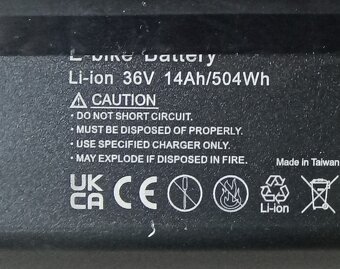 E-bike Battery
Li-ion 36V 14Ah/504Wh
⚠ CAUTION
• DO NOT SHORT CIRCUIT.
• MUST BE DISPOSED OF PROPERLY.
• USE SPECIFIED CHARGER ONLY.
• MAY EXPLODE IF DISPOSED IN FIRE.
Made in Taiwan
UK
CA
CE
Li-ion